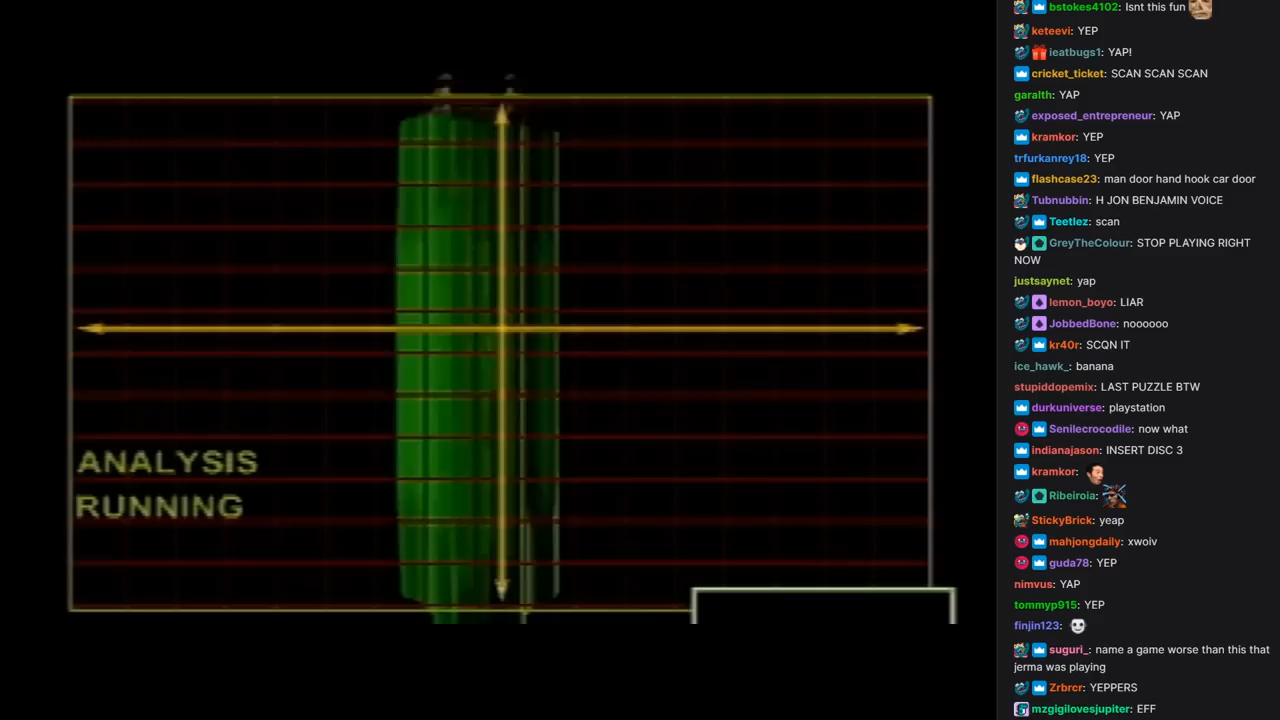 ANALYSIS
RUNNING
bstokes4102: Isnt this fun
keteevi: YEP
ieatbugs1: YAP!
cricket_ticket: SCAN SCAN SCAN
garalth: YAP
exposed_entrepreneur: YAP
kramkor: YEP
trfurkanrey18: YEP
flashcase23: man door hand hook car door
Tubnubbin: H JON BENJAMIN VOICE
Teetlez: scan
GreyTheColour: STOP PLAYING RIGHT
NOW
justsaynet: yap
lemon_boyo: LIAR
JobbedBone: noooooo
kr40r: SCQN IT
ice_hawk_: banana
stupiddopemix: LAST PUZZLE BTW
durkuniverse: playstation
Senilecrocodile: now what
indianajason: INSERT DISC 3
kramkor:
Ribeiroia:
StickyBrick: yeap
mahjongdaily: xwoiv
guda78: YEP
nimvus: YAP
tommyp915: YEP
finjin123:
suguri_: name a game worse than this that
jerma was playing
Zrbrcr: YEPPERS
mzgigilovesjupiter: EFF